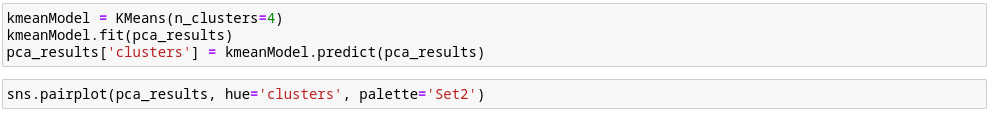 kmeanModel = KMeans(n_clusters=4)
kmeanModel.fit(pca_results)
pca_results['clusters'] = kmeanModel.predict(pca_results)
sns.pairplot(pca_results, hue='clusters', palette='Set2')